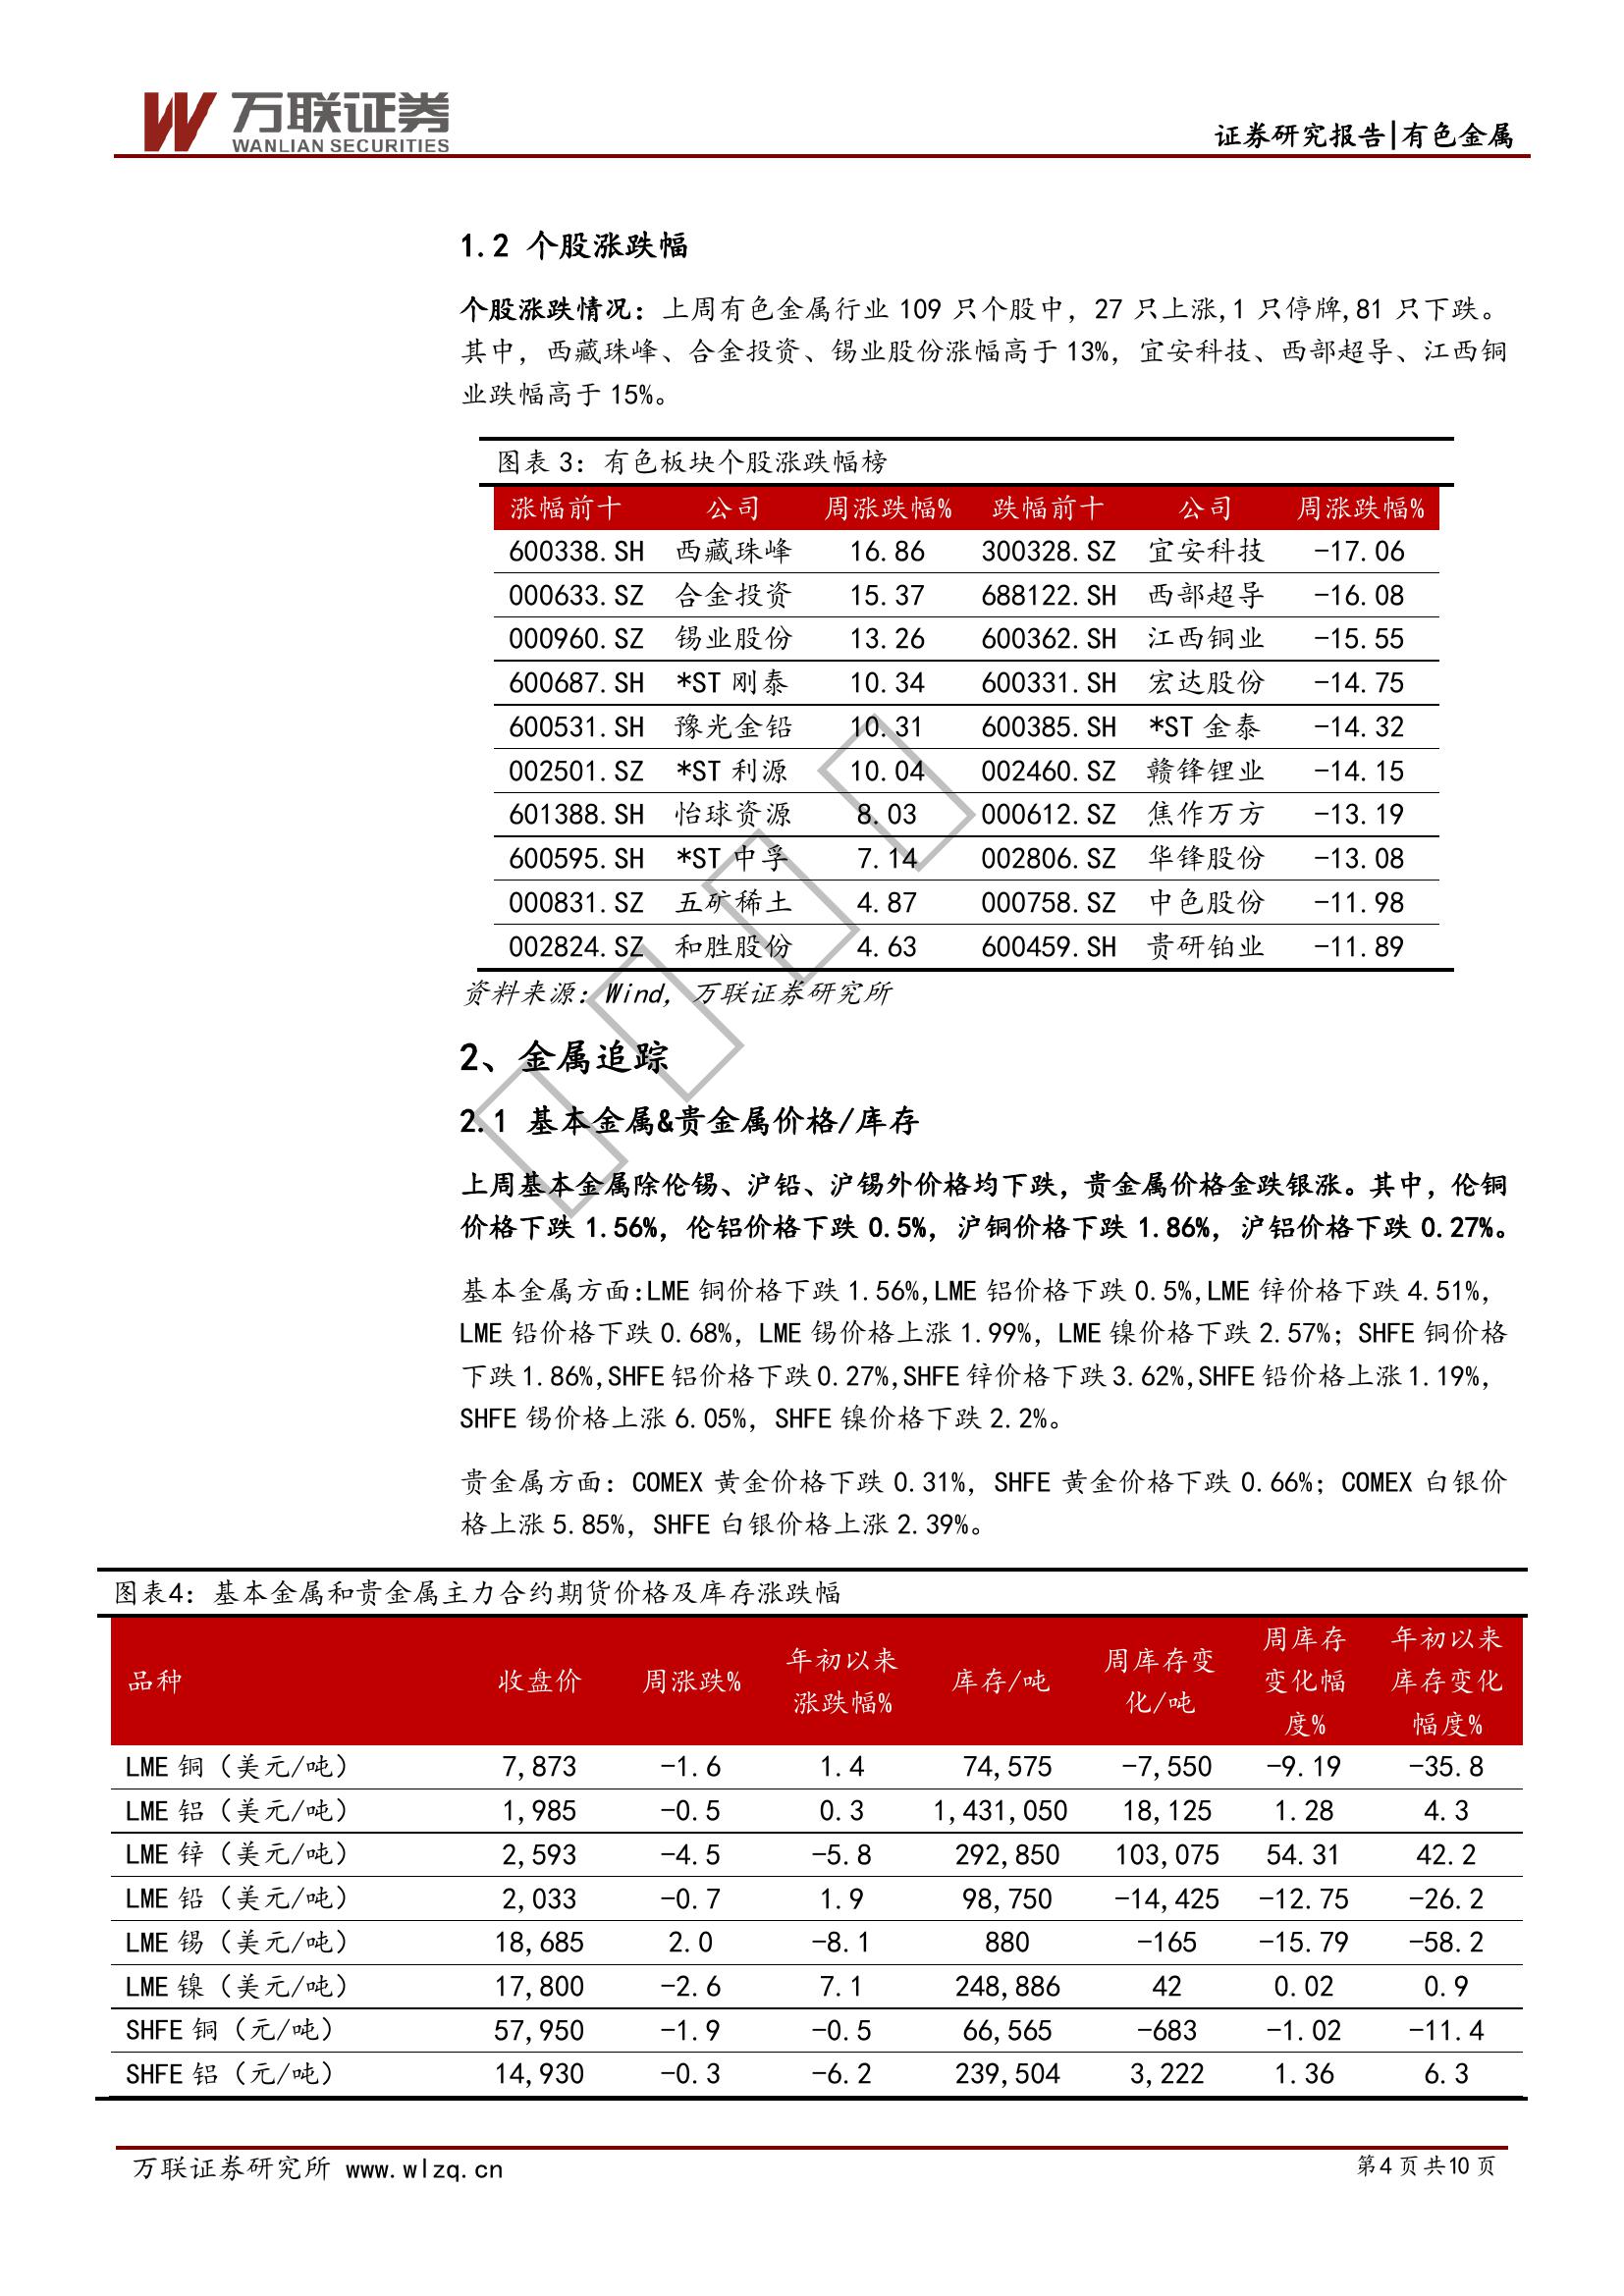 万联证券
WANLIAN SECURITIES
证券研究报告|有色金属
1.2 个股涨跌幅
个股涨跌情况：上周有色金属行业 109 只个股中，27 只上涨,1 只停牌,81 只下跌。
其中，西藏珠峰、合金投资、锡业股份涨幅高于 13%，宜安科技、西部超导、江西铜
业跌幅高于 15%。
图表 3：有色板块个股涨跌幅榜
涨幅前十 公司 周涨跌幅% 跌幅前十 公司 周涨跌幅%
600338.SH 西藏珠峰 16.86 300328.SZ 宜安科技 -17.06
000633.SZ 合金投资 15.37 688122.SH 西部超导 -16.08
000960.SZ 锡业股份 13.26 600362.SH 江西铜业 -15.55
600687.SH *ST 刚泰 10.34 600331.SH 宏达股份 -14.75
600531.SH 豫光金铅 10.31 600385.SH *ST 金泰 -14.32
002501.SZ *ST 利源 10.04 002460.SZ 赣锋锂业 -14.15
601388.SH 怡球资源 8.03 000612.SZ 焦作万方 -13.19
600595.SH *ST 中孚 7.14 002806.SZ 华锋股份 -13.08
000831.SZ 五矿稀土 4.87 000758.SZ 中色股份 -11.98
002824.SZ 和胜股份 4.63 600459.SH 贵研铂业 -11.89
资料来源：Wind，万联证券研究所
2、金属追踪
2.1 基本金属&贵金属价格/库存
上周基本金属除伦锡、沪铅、沪锡外价格均下跌，贵金属价格金跌银涨。其中，伦铜
价格下跌 1.56%，伦铝价格下跌 0.5%，沪铜价格下跌 1.86%，沪铝价格下跌 0.27%。
基本金属方面:LME 铜价格下跌 1.56%,LME 铝价格下跌 0.5%,LME 锌价格下跌 4.51%，
LME 铅价格下跌 0.68%，LME 锡价格上涨 1.99%，LME 镍价格下跌 2.57%；SHFE 铜价格
下跌 1.86%,SHFE 铝价格下跌 0.27%,SHFE 锌价格下跌 3.62%,SHFE 铅价格上涨 1.19%，
SHFE 锡价格上涨 6.05%，SHFE 镍价格下跌 2.2%。
贵金属方面：COMEX 黄金价格下跌 0.31%，SHFE 黄金价格下跌 0.66%；COMEX 白银价
格上涨 5.85%，SHFE 白银价格上涨 2.39%。
图表4：基本金属和贵金属主力合约期货价格及库存涨跌幅
品种 收盘价 周涨跌% 年初以来涨跌幅% 库存/吨 周库存变化/吨 周库存变化幅度% 年初以来库存变化幅度%
LME 铜（美元/吨） 7,873 -1.6 1.4 74,575 -7,550 -9.19 -35.8
LME 铝（美元/吨） 1,985 -0.5 0.3 1,431,050 18,125 1.28 4.3
LME 锌（美元/吨） 2,593 -4.5 -5.8 292,850 103,075 54.31 42.2
LME 铅（美元/吨） 2,033 -0.7 1.9 98,750 -14,425 -12.75 -26.2
LME 锡（美元/吨） 18,685 2.0 -8.1 880 -165 -15.79 -58.2
LME 镍（美元/吨） 17,800 -2.6 7.1 248,886 42 0.02 0.9
SHFE 铜（元/吨） 57,950 -1.9 -0.5 66,565 -683 -1.02 -11.4
SHFE 铝（元/吨） 14,930 -0.3 -6.2 239,504 3,222 1.36 6.3
万联证券研究所 www.wlzq.cn
第4页共10页